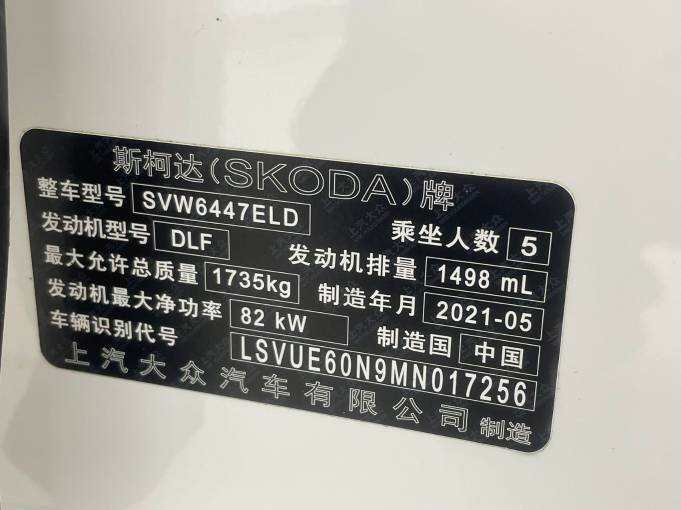 斯柯达(SKODA)牌
整车型号 SVW6447ELD 乘坐人数 5
发动机型号 DLF 发动机排量 1498 mL
最大允许总质量 1735kg 制造年月 2021-05
发动机最大净功率 82 kW 制造国 中国
车辆识别代号 LSVUE60N9MN017256
上汽大众汽车有限公司 制造